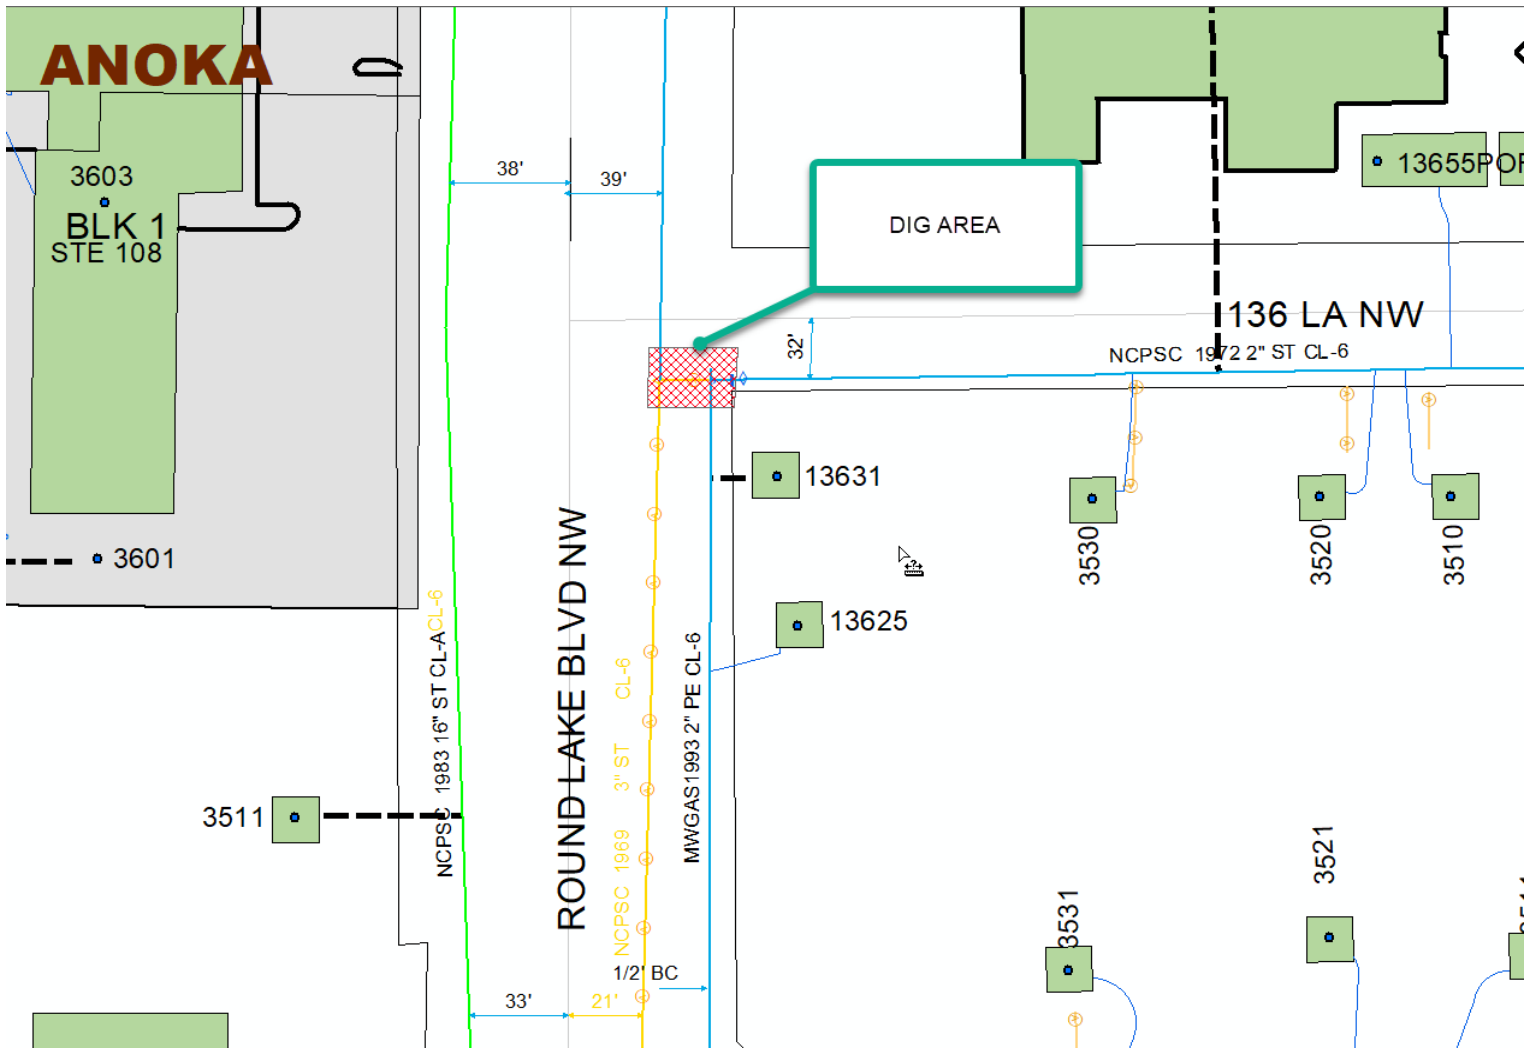 ANOKA
3603
BLK 1
STE 108
3601
38'
39'
DIG AREA
136 LA NW
32'
NCPSC 1972 2" ST CL-6
13631
13625
3530
3520
3510
NCPSC 1983 16" ST CL-A
CL-6
ROUND LAKE BLVD NW
NCPSC 1969 3" ST CL-6
MWGAS1993 2" PE CL-6
3511
3521
3531
1/2' BC
33'
21'